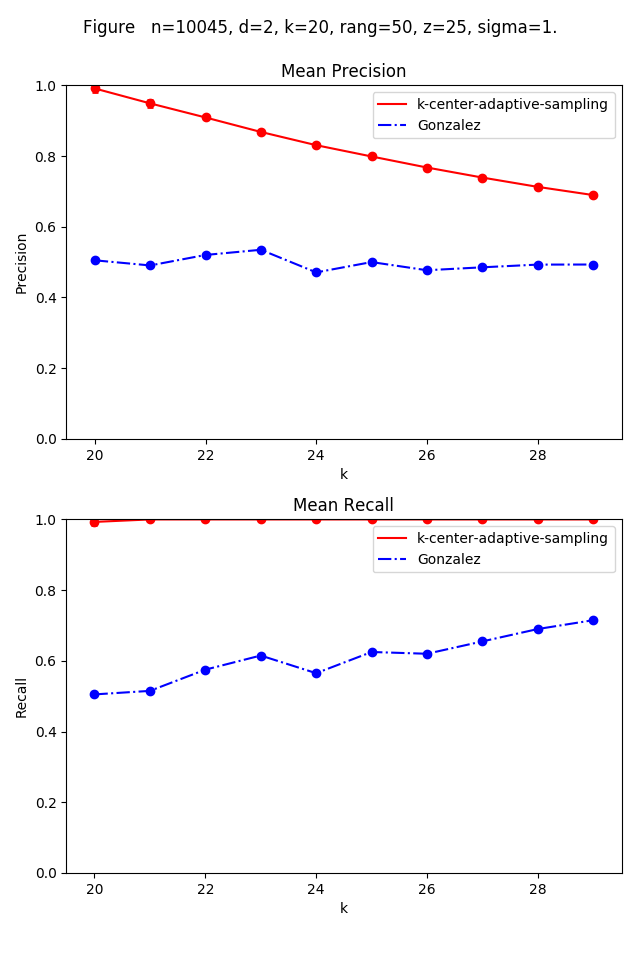 Figure   n=10045, d=2, k=20, rang=50, z=25, sigma=1.
Mean Precision
1.0
0.8
0.6
0.4
0.2
0.0
Precision
k-center-adaptive-sampling
Gonzalez
20 22 24 26 28
k
Mean Recall
1.0
0.8
0.6
0.4
0.2
0.0
Recall
k-center-adaptive-sampling
Gonzalez
20 22 24 26 28
k